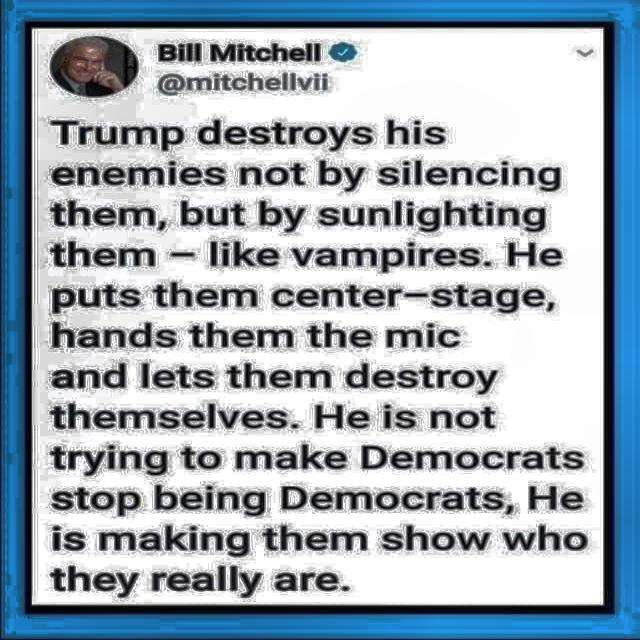 Bill Mitchell
@mitchellvii
Trump destroys his
enemies not by silencing
them, but by sunlighting
them – like vampires. He
puts them center–stage,
hands them the mic
and lets them destroy
themselves. He is not
trying to make Democrats
stop being Democrats, He
is making them show who
they really are.